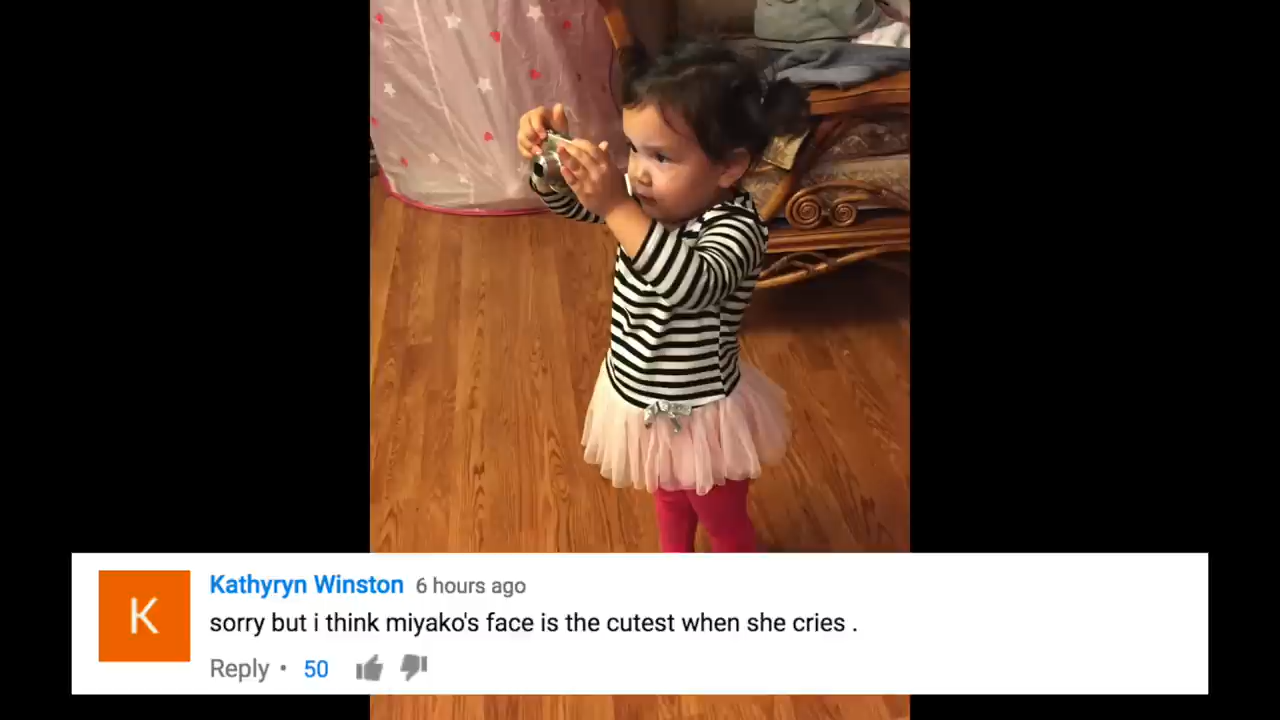 K
Kathyryn Winston 6 hours ago
sorry but i think miyako's face is the cutest when she cries .
Reply • 50